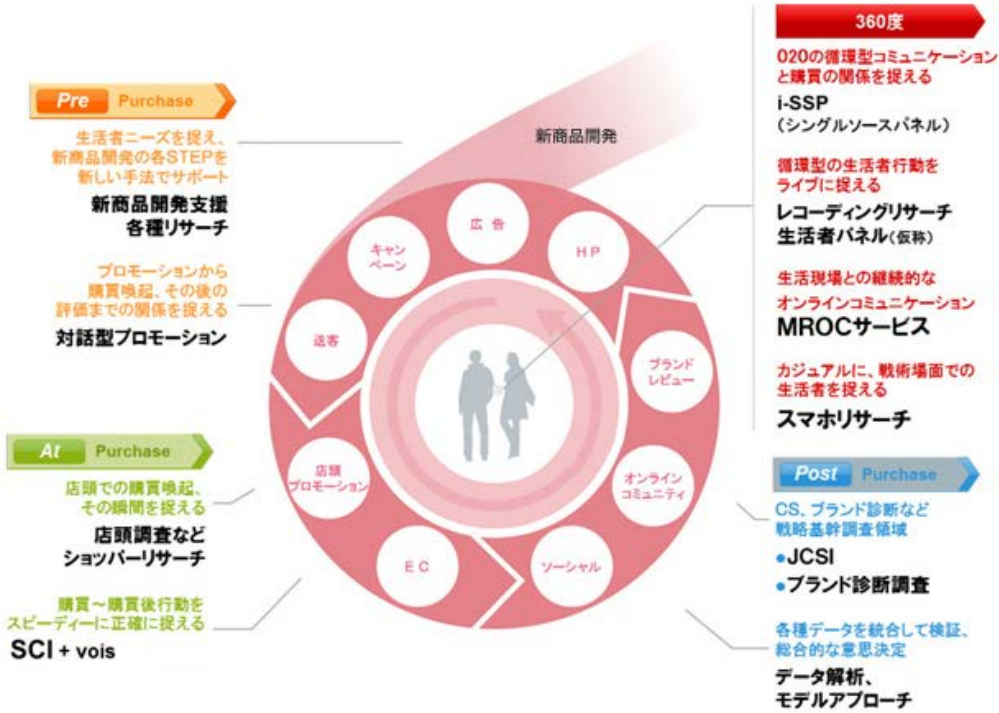 Pre Purchase
生活者ニーズを捉え、
新商品開発の各STEPを
新しい手法でサポート
新商品開発支援
各種リサーチ
プロモーションから
購買喚起、その後の
評価までの関係を捉える
対話型プロモーション
At Purchase
店頭での購買喚起、
その瞬間を捉える
店頭調査など
ショッパーリサーチ
購買～購買後行動を
スピーディーに正確に捉える
SCI + vois
新商品開発
広告
HP
キャン
ペーン
送客
ブランド
レビュー
店頭
プロモーション
オンライン
コミュニティ
EC
ソーシャル
360度
O2Oの循環型コミュニケーション
と購買の関係を捉える
i-SSP
（シングルソースパネル）
循環型の生活者行動を
ライブに捉える
レコーディングリサーチ
生活者パネル（仮称）
生活現場との継続的な
オンラインコミュニケーション
MROCサービス
カジュアルに、戦術場面での
生活者を捉える
スマホリサーチ
Post Purchase
CS、ブランド診断など
戦略基幹調査領域
•JCSI
•ブランド診断調査
各種データを統合して検証、
総合的な意思決定
データ解析、
モデルアプローチ